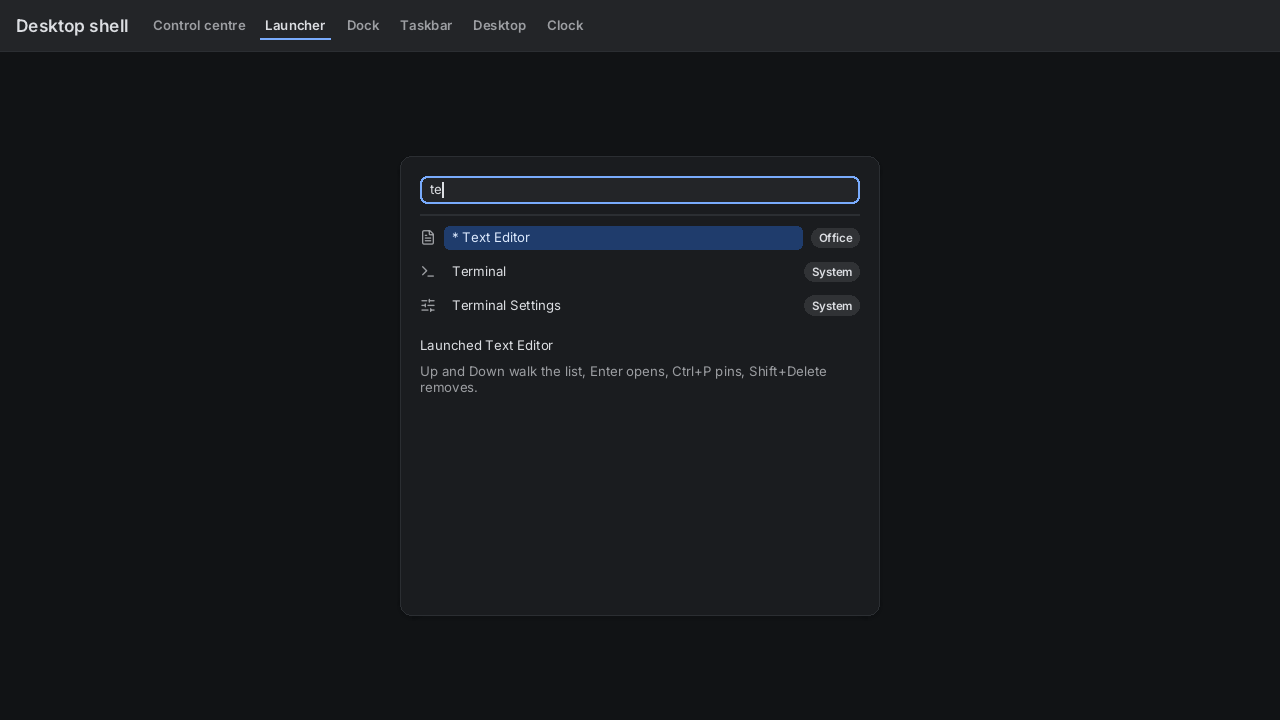 Desktop shell Control centre Launcher Dock Taskbar Desktop Clock
te
* Text Editor Office
Terminal System
Terminal Settings System
Launched Text Editor
Up and Down walk the list, Enter opens, Ctrl+P pins, Shift+Delete
removes.